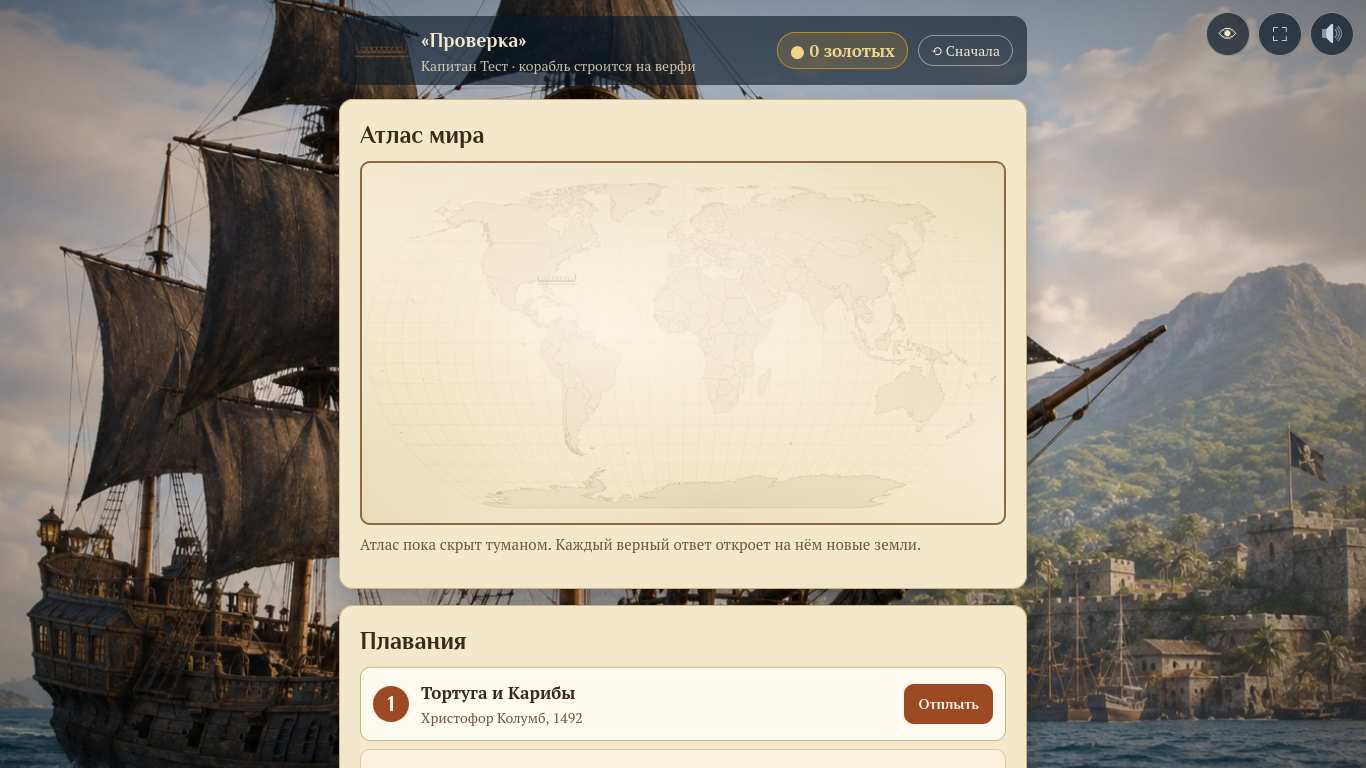 «Проверка»
Капитан Тест · корабль строится на верфи
0 золотых
⟲ Сначала
Атлас мира
Атлас пока скрыт туманом. Каждый верный ответ откроет на нём новые земли.
Плавания
1
Тортуга и Карибы
Христофор Колумб, 1492
Отплыть